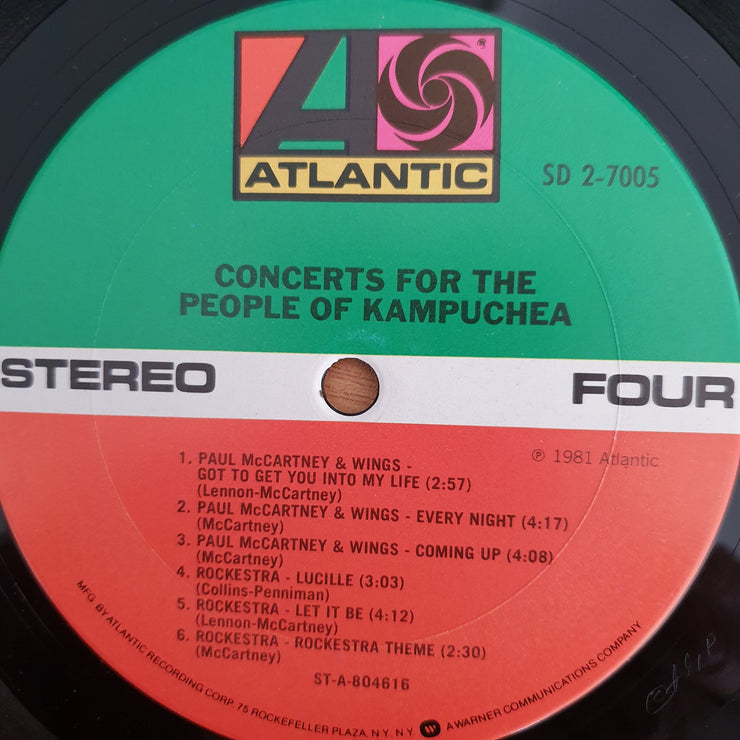 ATLANTIC
SD 2-7005
CONCERTS FOR THE
PEOPLE OF KAMPUCHEA
STEREO FOUR
℗ 1981 Atlantic
1. PAUL McCARTNEY & WINGS -
GOT TO GET YOU INTO MY LIFE (2:57)
(Lennon-McCartney)
2. PAUL McCARTNEY & WINGS - EVERY NIGHT (4:17)
(McCartney)
3. PAUL McCARTNEY & WINGS - COMING UP (4:08)
(McCartney)
4. ROCKESTRA - LUCILLE (3:03)
(Collins-Penniman)
5. ROCKESTRA - LET IT BE (4:12)
(Lennon-McCartney)
6. ROCKESTRA - ROCKESTRA THEME (2:30)
(McCartney)
ST-A-804616
MFG. BY ATLANTIC RECORDING CORP. 75 ROCKEFELLER PLAZA, N.Y. N.Y. A WARNER COMMUNICATIONS COMPANY